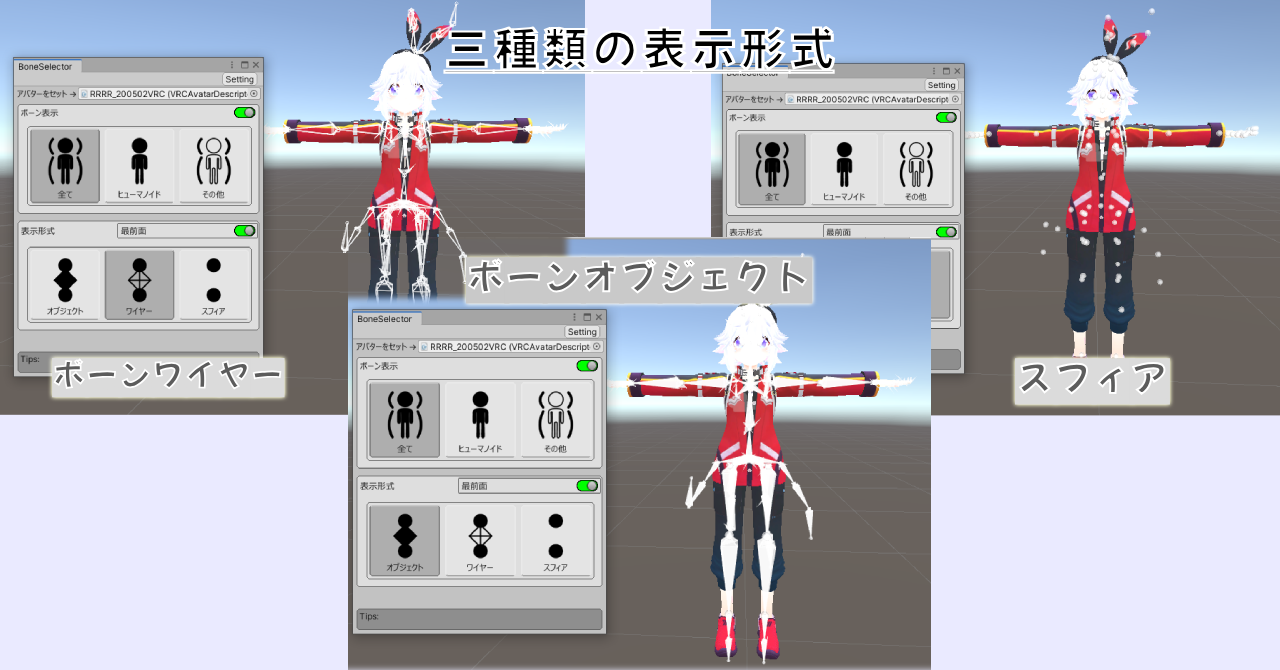 三種類の表示形式
BoneSelector
Setting
アバターをセット → RRRR_200502VRC (VRCAvatarDescript
ボーン表示
全て ヒューマノイド その他
表示形式 最前面
オブジェクト ワイヤー スフィア
Tips:
ボーンワイヤー
BoneSelector
Setting
アバターをセット → RRRR_200502VRC (VRCAvatarDescript
ボーン表示
全て ヒューマノイド その他
表示形式 最前面
スフィア
ボーンオブジェクト
BoneSelector
Setting
アバターをセット → RRRR_200502VRC (VRCAvatarDescript
ボーン表示
全て ヒューマノイド その他
表示形式 最前面
オブジェクト ワイヤー スフィア
Tips: